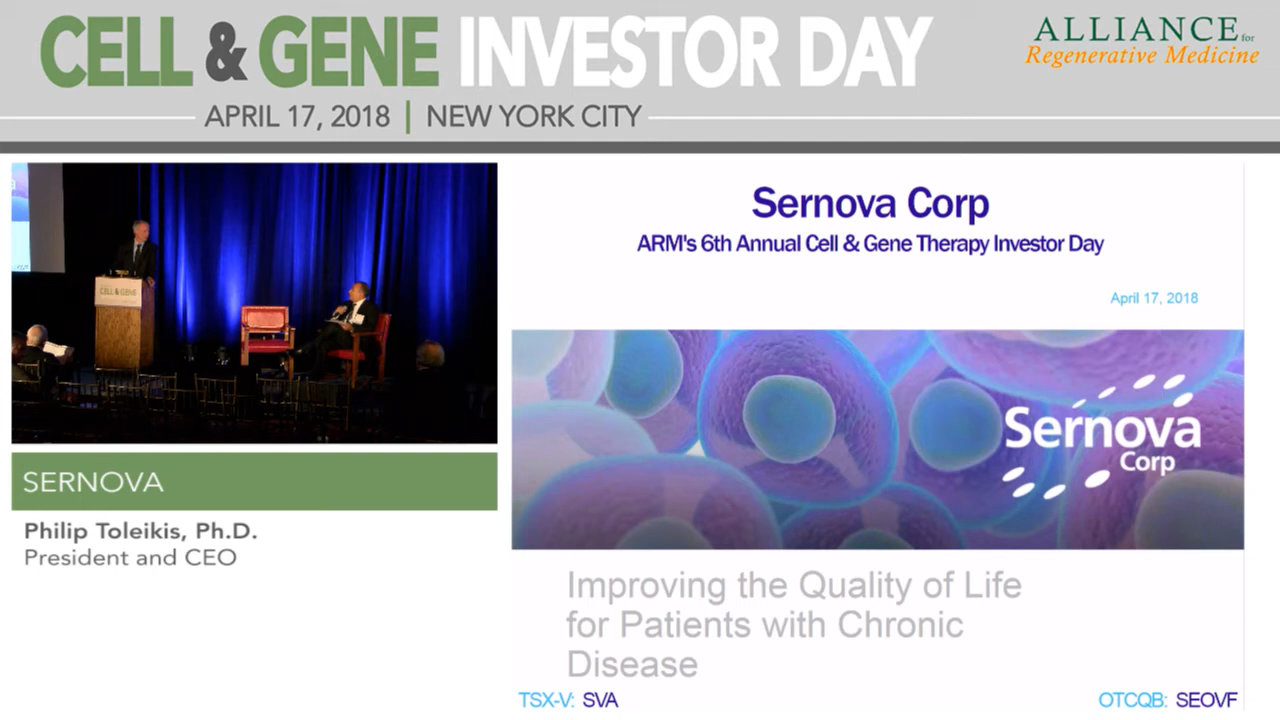 CELL & GENE INVESTOR DAY
APRIL 17, 2018 | NEW YORK CITY
ALLIANCE for
Regenerative Medicine
CELL & GENE
SERNOVA
Philip Toleikis, Ph.D.
President and CEO
Sernova Corp
ARM's 6th Annual Cell & Gene Therapy Investor Day
April 17, 2018
Sernova
Corp
Improving the Quality of Life
for Patients with Chronic
Disease
TSX-V: SVA
OTCQB: SEOVF